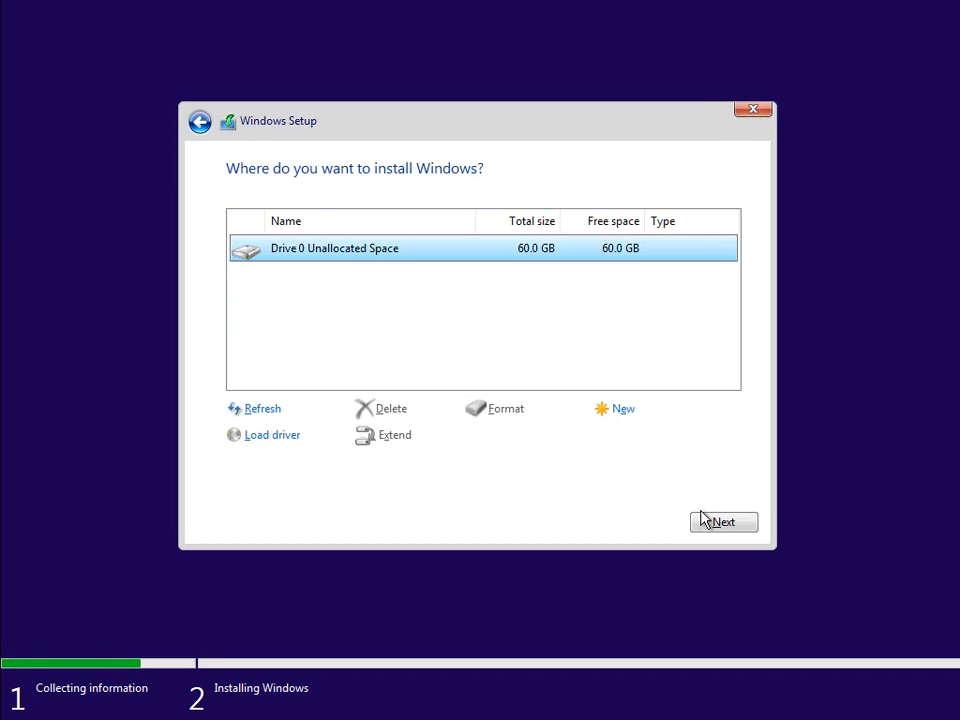 Windows Setup
Where do you want to install Windows?
Name Total size Free space Type
Drive 0 Unallocated Space 60.0 GB 60.0 GB
Refresh Delete Format New
Load driver Extend
Next
1 Collecting information 2 Installing Windows